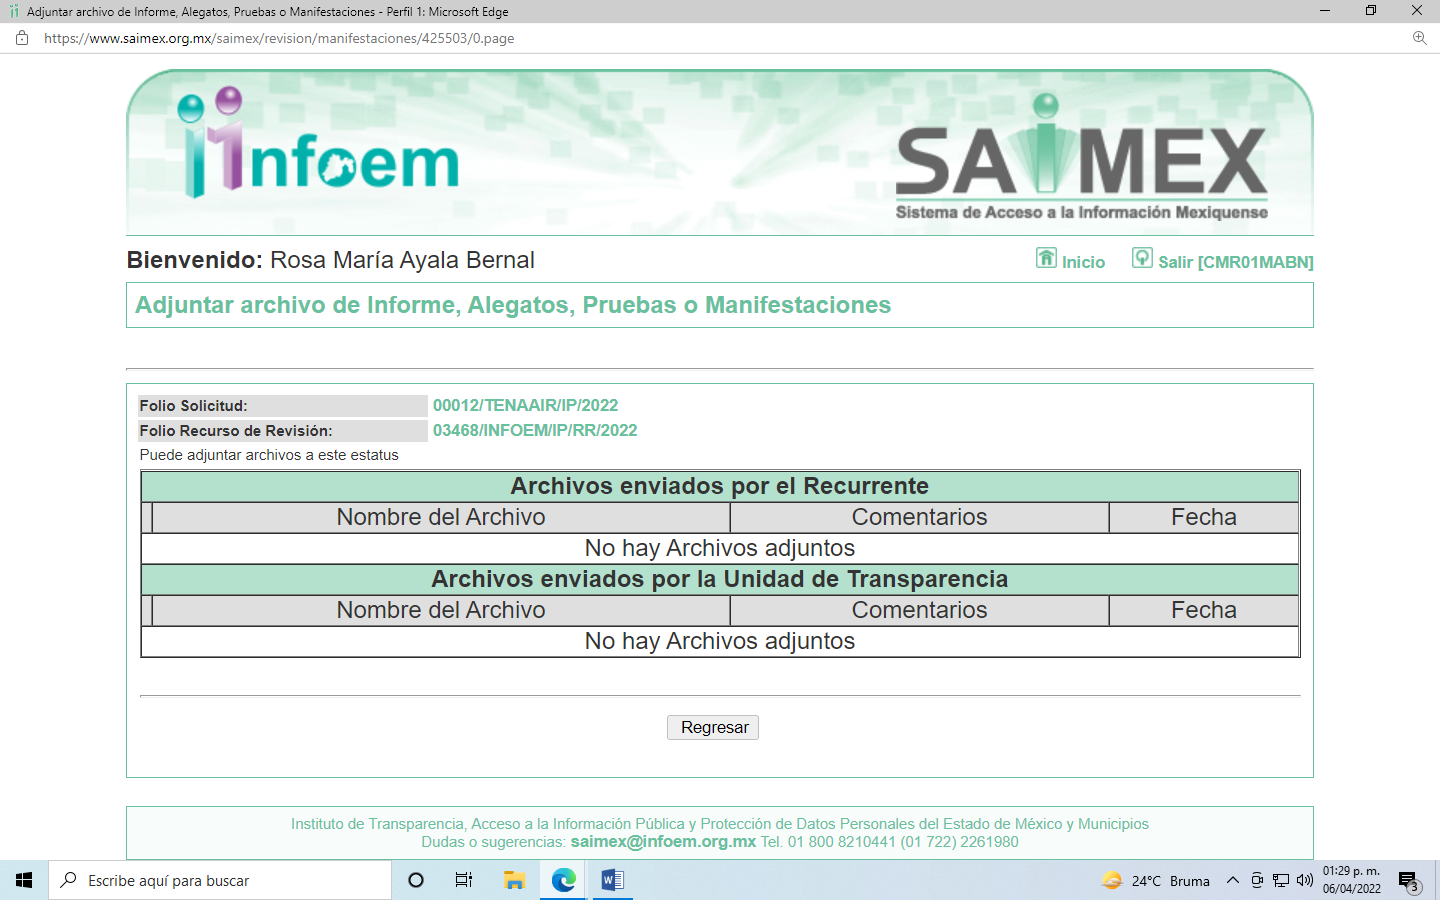 Adjuntar archivo de Informe, Alegatos, Pruebas o Manifestaciones - Perfil 1: Microsoft Edge
https://www.saimex.org.mx/saimex/revision/manifestaciones/425503/0.page
infoem
SAIMEX
Sistema de Acceso a la Información Mexiquense
Bienvenido: Rosa María Ayala Bernal
Inicio Salir [CMR01MABN]
Adjuntar archivo de Informe, Alegatos, Pruebas o Manifestaciones
Folio Solicitud: 00012/TENAAIR/IP/2022
Folio Recurso de Revisión: 03468/INFOEM/IP/RR/2022
Puede adjuntar archivos a este estatus
Archivos enviados por el Recurrente
Nombre del Archivo Comentarios Fecha
No hay Archivos adjuntos
Archivos enviados por la Unidad de Transparencia
Nombre del Archivo Comentarios Fecha
No hay Archivos adjuntos
Regresar
Instituto de Transparencia, Acceso a la Información Pública y Protección de Datos Personales del Estado de México y Municipios
Dudas o sugerencias: saimex@infoem.org.mx Tel. 01 800 8210441 (01 722) 2261980
Escribe aquí para buscar
24°C Bruma
01:29 p. m.
06/04/2022
3